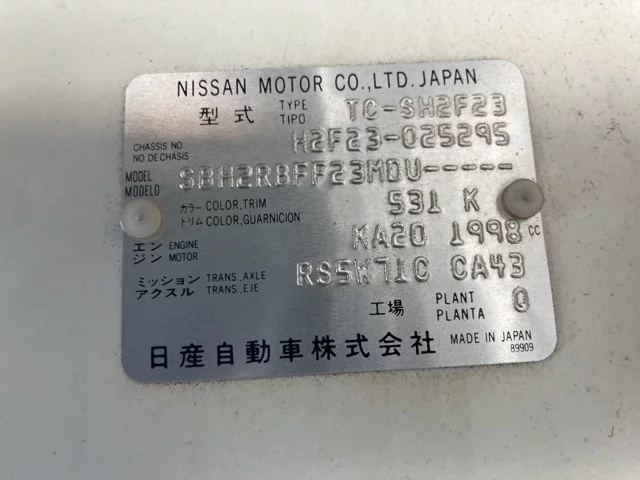 NISSAN MOTOR CO.,LTD. JAPAN
型式 TYPE TIPO TC-SH2F23
CHASSIS NO NO. DE CHASIS H2F23-025295
MODEL MODELO SBH2RBFF23MDU-----
カラー COLOR, TRIM トリム COLOR, GUARNICION 531 K
エンジン ENGINE MOTOR KA20 1998 cc
ミッション TRANS., AXLE アクスル TRANS., EJE RS5W71C CA43
工場 PLANT PLANTA Q
日産自動車株式会社 MADE IN JAPAN
89909